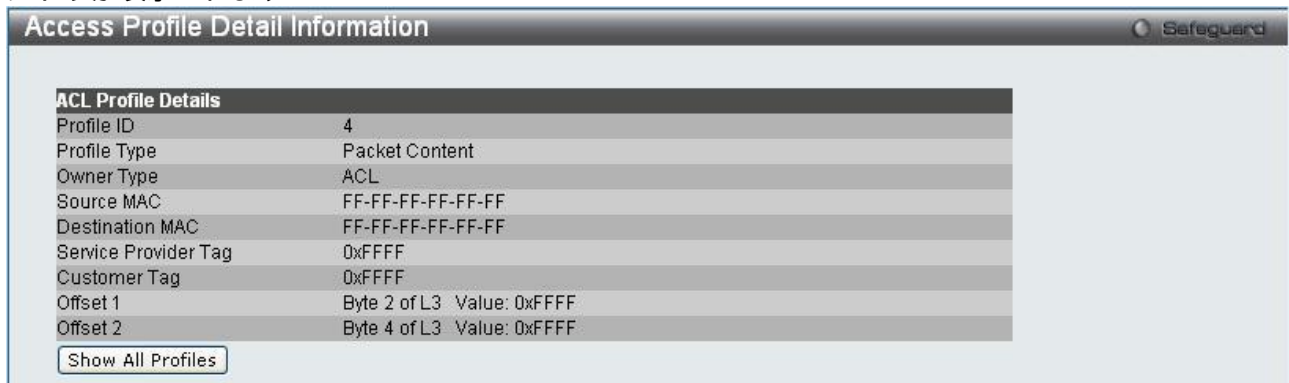 Access Profile Detail Information
Safeguard
ACL Profile Details
Profile ID 4
Profile Type Packet Content
Owner Type ACL
Source MAC FF-FF-FF-FF-FF-FF
Destination MAC FF-FF-FF-FF-FF-FF
Service Provider Tag 0xFFFF
Customer Tag 0xFFFF
Offset 1 Byte 2 of L3 Value: 0xFFFF
Offset 2 Byte 4 of L3 Value: 0xFFFF
Show All Profiles